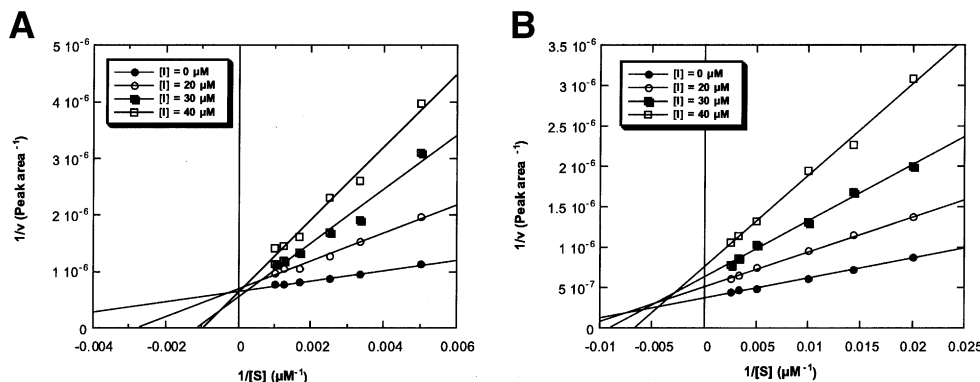 A
5 10⁻⁶
4 10⁻⁶
3 10⁻⁶
2 10⁻⁶
1 10⁻⁶
0
1/v (Peak area ⁻¹)
[I] = 0 µM
[I] = 20 µM
[I] = 30 µM
[I] = 40 µM
-0.004 -0.002 0 0.002 0.004 0.006
1/[S] (µM⁻¹)
B
3.5 10⁻⁶
3 10⁻⁶
2.5 10⁻⁶
2 10⁻⁶
1.5 10⁻⁶
1 10⁻⁶
5 10⁻⁷
0
1/v (Peak area ⁻¹)
[I] = 0 µM
[I] = 20 µM
[I] = 30 µM
[I] = 40 µM
-0.01 -0.005 0 0.005 0.01 0.015 0.02 0.025
1/[S] (µM⁻¹)